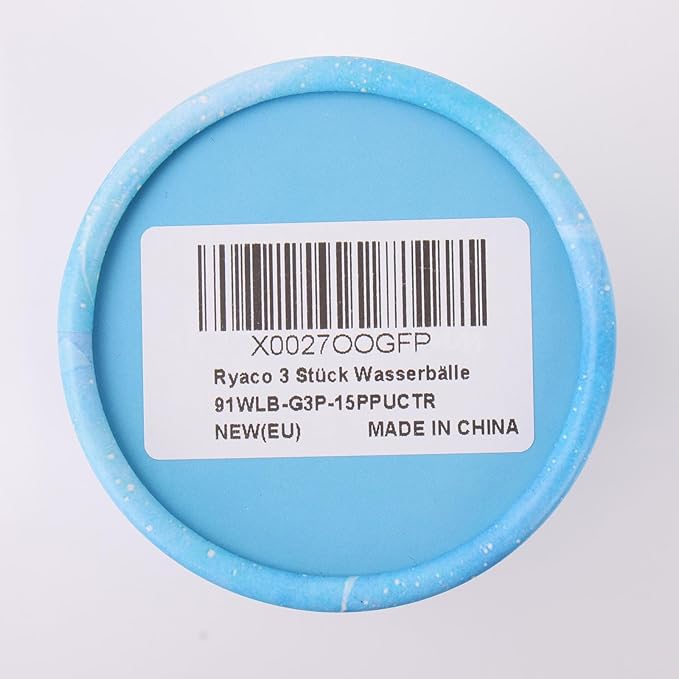 X0027OOGFP
Ryaco 3 Stück Wasserbälle
91WLB-G3P-15PPUCTR
NEW(EU) MADE IN CHINA